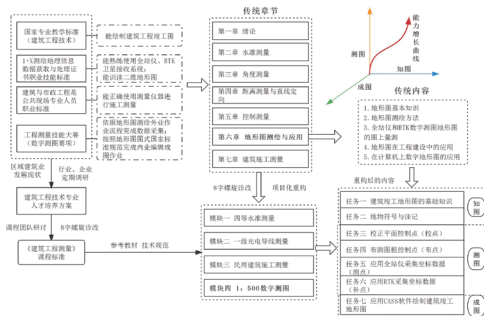 国家专业教学标准
（建筑工程技术）
能绘制建筑工程竣工图
1+X测绘地理信息
数据获取与处理证
书职业技能标准
能熟练使用全站仪、RTK
卫星接收系统；
能识读二维地形图
建筑与市政工程施工
公共现场专业人员
职业标准
能正确使用测量仪器进
行施工测量
工程测量技能大赛
（数字测图赛项）
依据地形图测绘外业作
业流程完成数据采集；
按照地形图图式国家标
准规范完成内业编辑成
图作业
区域建筑业
发展现状
行业、企业
定期调研
建筑工程技术专业
人才培养方案
课程团队研讨
8字螺旋诊改
《建筑工程测量》
课程标准
参考教材 技术规范
传统章节
第一章 绪论
第二章 水准测量
第三章 角度测量
第四章 距离测量与直线定
向
第五章 控制测量
第六章 地形图测绘与应用
第七章 建筑施工测量
8字螺旋诊改
项目化重构
模块一 四等水准测量
模块二 一级光电导线测量
模块三 民用建筑施工测量
模块四 1：500数字测图
测图
能力增长曲线
知图
成图
传统内容
1. 地形图基本知识
2. 地形图测绘方法
3. 全站仪和RTK数字测图地形图
的图上量测
4. 地形图在工程建设中的应用
5. 在计算机上数字地形图的应用
重构后的内容
任务一 建筑竣工地形图的基础知识
任务二 地物符号与注记
知图
任务三 校正平面控制点（校点）
任务四 布测图根控制点（布点）
任务五 应用全站仪采集坐标数据
（测点）
任务六 应用RTK采集坐标数据
（补点）
测图
任务七 应用CASS软件绘制建筑竣工
地形图
成图